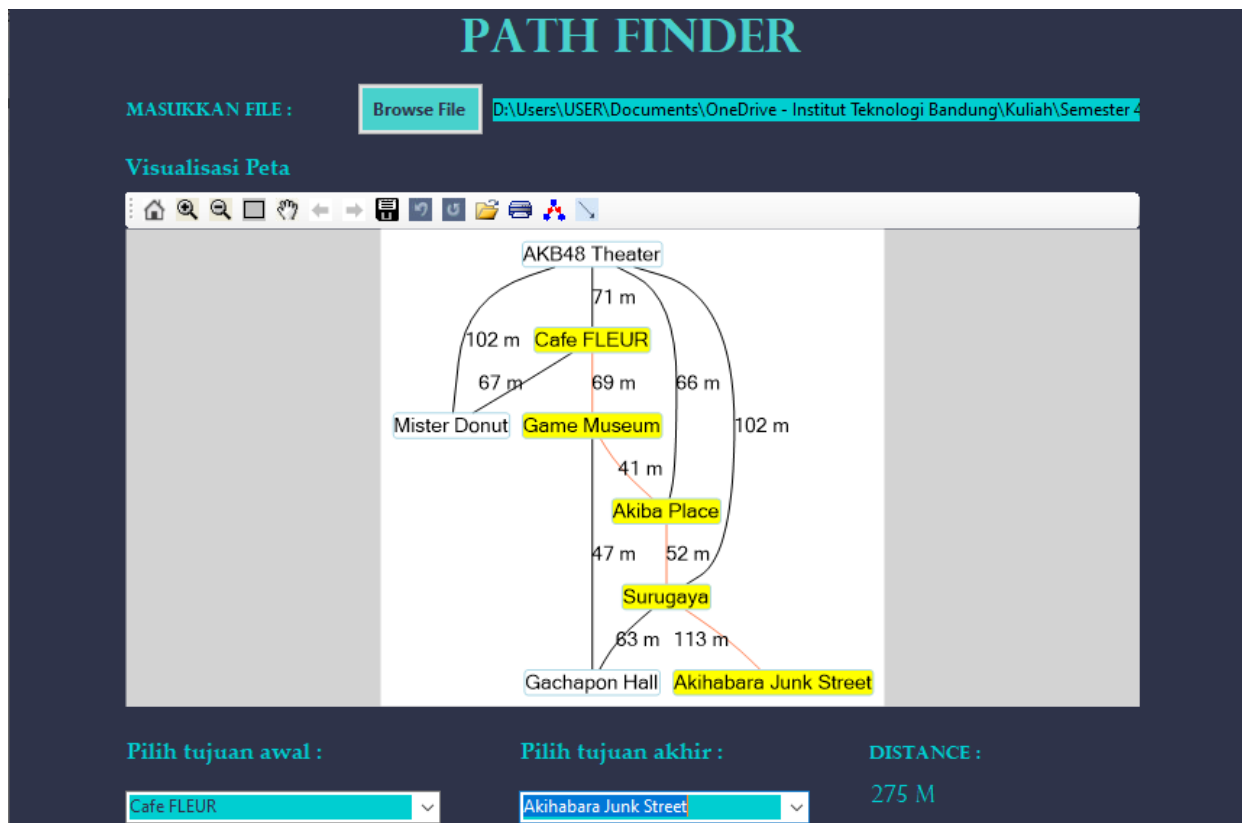 PATH FINDER
MASUKKAN FILE :
Browse File
D:\Users\USER\Documents\OneDrive - Institut Teknologi Bandung\Kuliah\Semester 4
Visualisasi Peta
AKB48 Theater
71 m
102 m
Cafe FLEUR
67 m
69 m
66 m
Mister Donut
Game Museum
102 m
41 m
Akiba Place
47 m
52 m
Surugaya
63 m
113 m
Gachapon Hall
Akihabara Junk Street
Pilih tujuan awal :
Pilih tujuan akhir :
DISTANCE :
Cafe FLEUR
Akihabara Junk Street
275 M